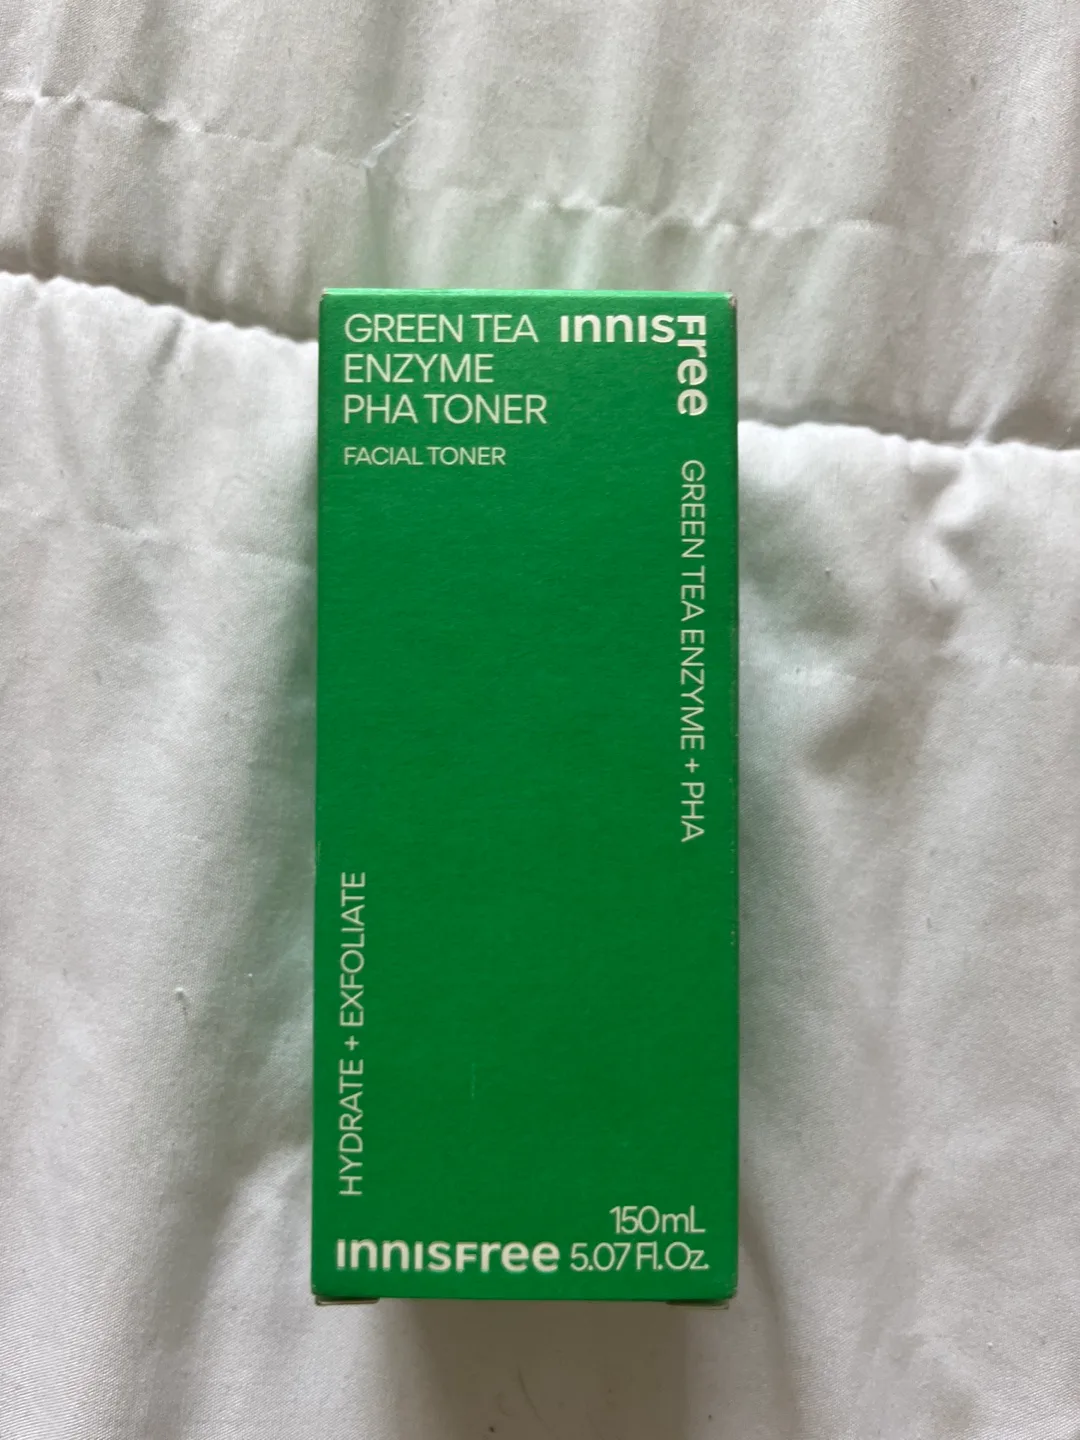 GREEN TEA
ENZYME
PHA TONER
FACIAL TONER
innisfree
GREEN TEA ENZYME + PHA
HYDRATE + EXFOLIATE
innisfree
150mL
5.07 Fl.Oz.